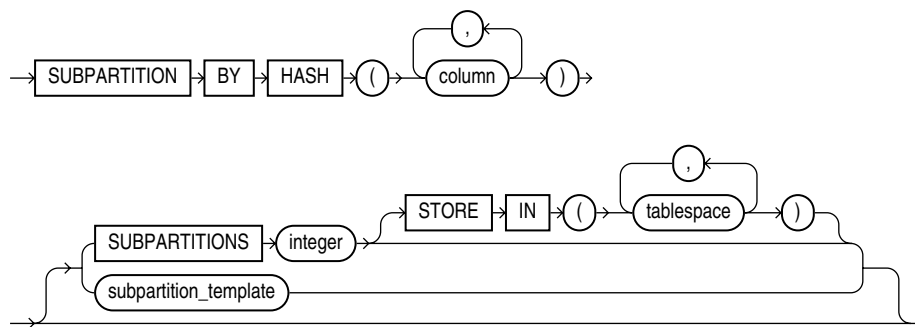 ,
SUBPARTITION BY HASH ( column )
,
STORE IN ( tablespace )
SUBPARTITIONS integer
subpartition_template